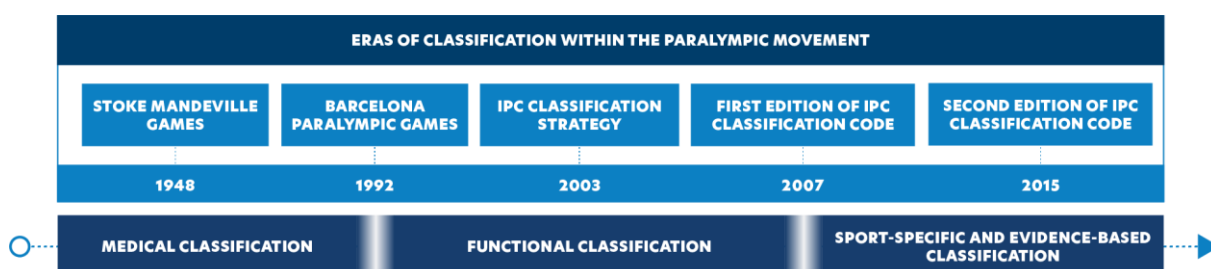 ERAS OF CLASSIFICATION WITHIN THE PARALYMPIC MOVEMENT
STOKE MANDEVILLE
GAMES
BARCELONA
PARALYMPIC GAMES
IPC CLASSIFICATION
STRATEGY
FIRST EDITION OF IPC
CLASSIFICATION CODE
SECOND EDITION OF IPC
CLASSIFICATION CODE
1948
1992
2003
2007
2015
MEDICAL CLASSIFICATION
FUNCTIONAL CLASSIFICATION
SPORT-SPECIFIC AND EVIDENCE-BASED
CLASSIFICATION